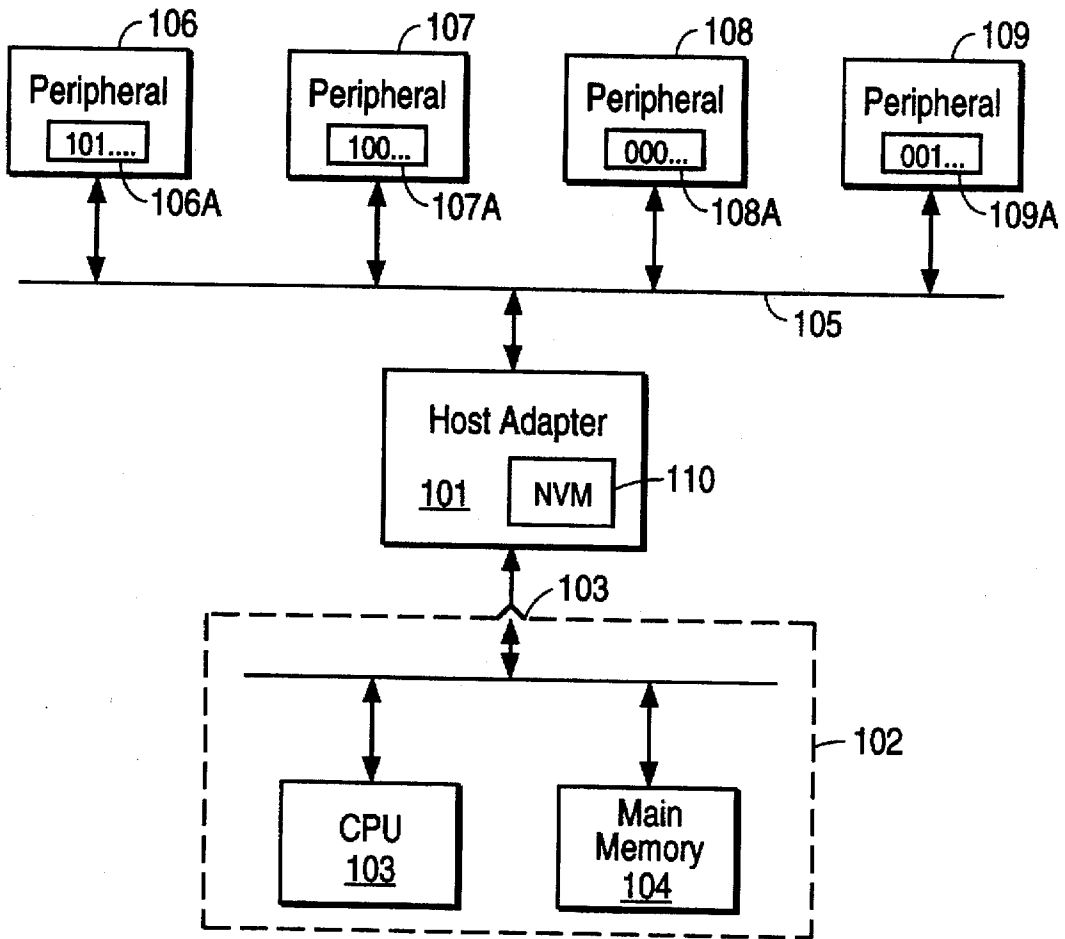 106
107
108
109
Peripheral
Peripheral
Peripheral
Peripheral
101....
100...
000...
001...
106A
107A
108A
109A
105
Host Adapter
101
NVM
110
103
102
CPU
103
Main
Memory
104